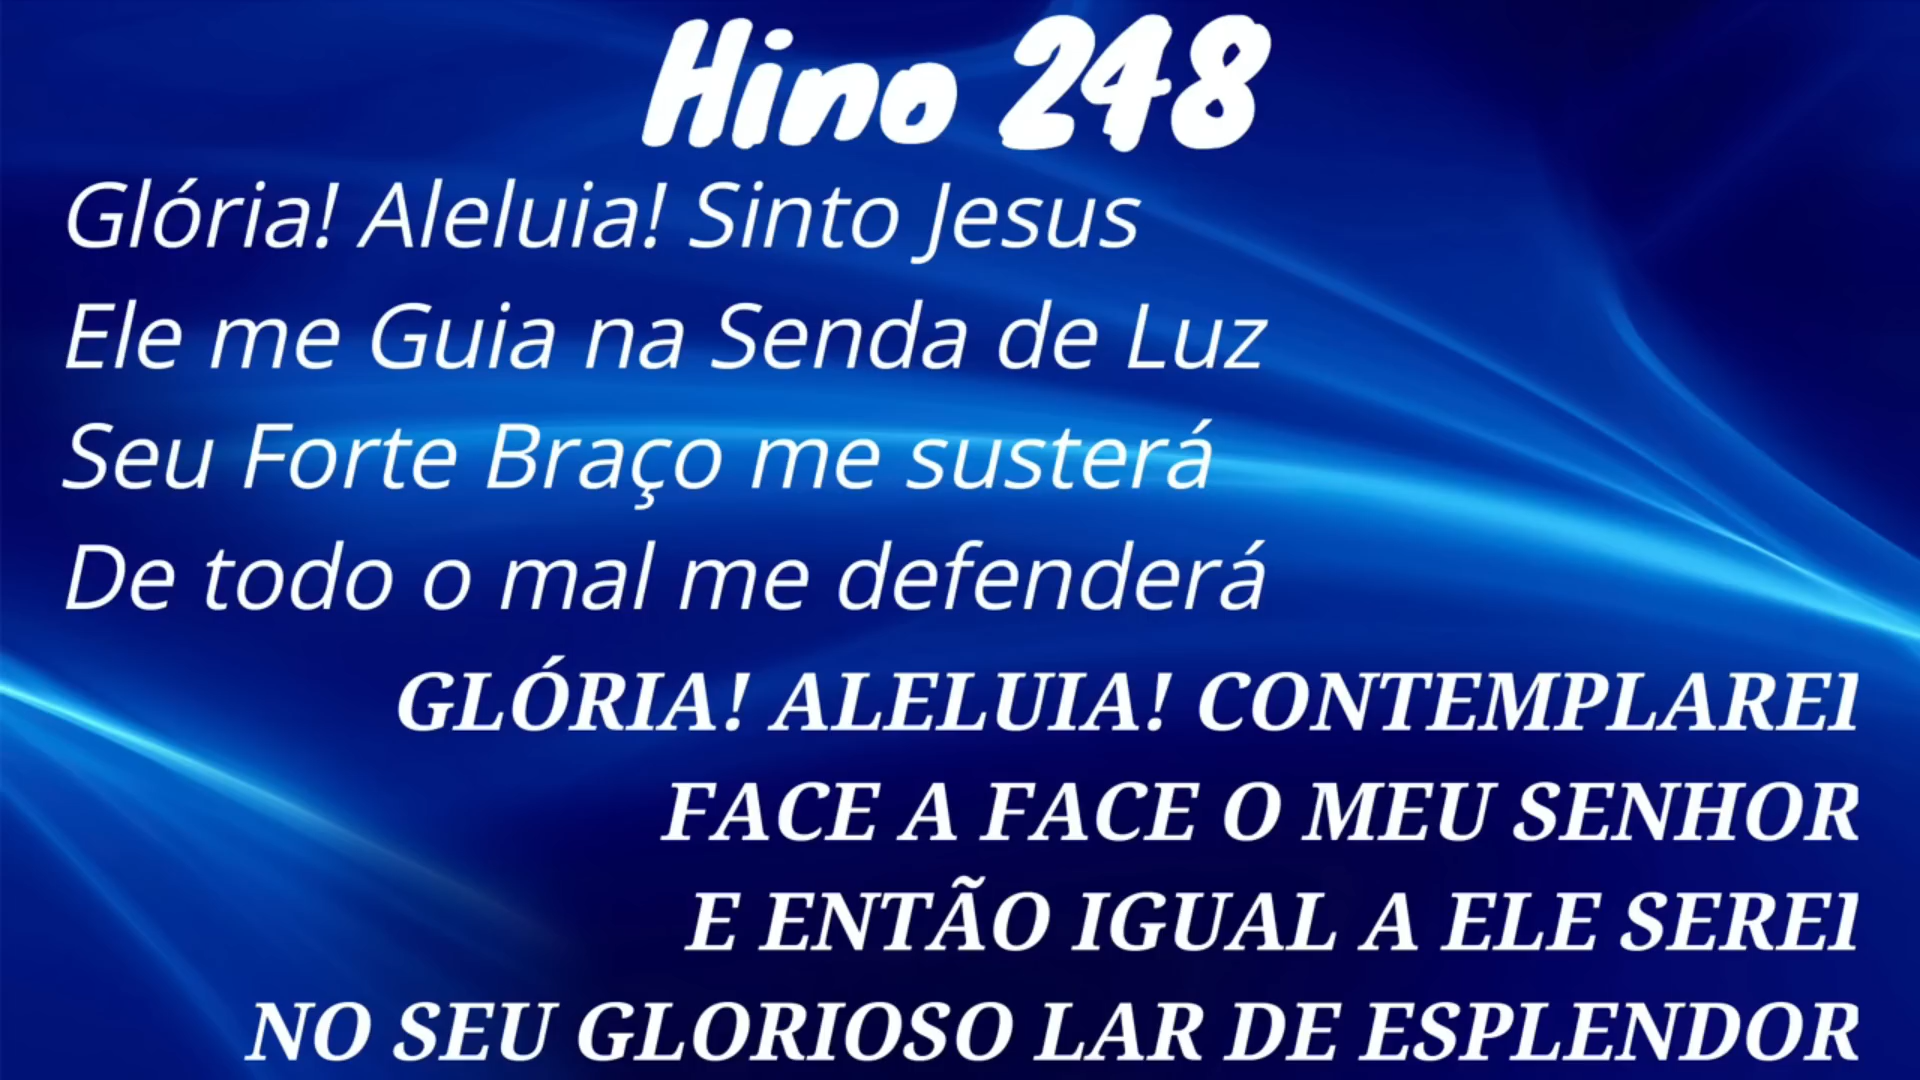 Hino 248
Glória! Aleluia! Sinto Jesus
Ele me Guia na Senda de Luz
Seu Forte Braço me susterá
De todo o mal me defenderá
GLÓRIA! ALELUIA! CONTEMPLAREI
FACE A FACE O MEU SENHOR
E ENTÃO IGUAL A ELE SEREI
NO SEU GLORIOSO LAR DE ESPLENDOR